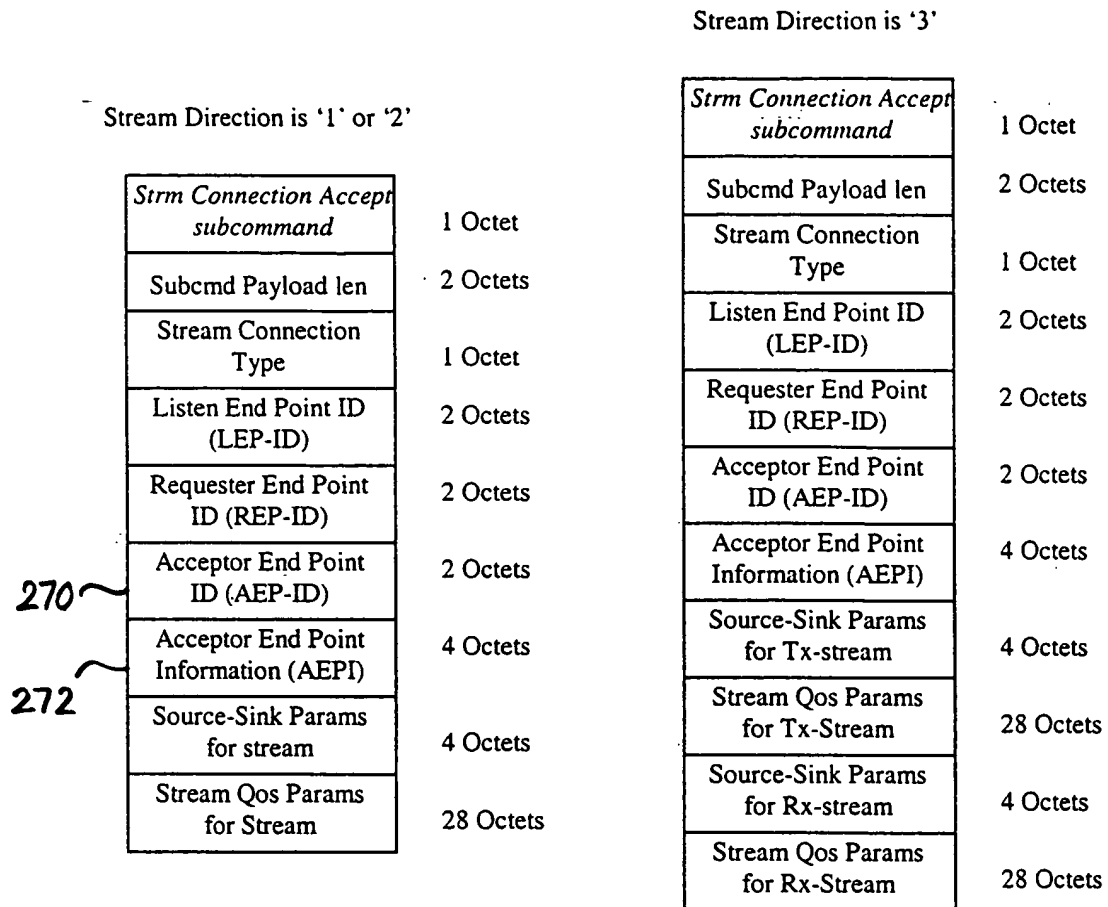 Stream Direction is ‘1’ or ‘2’
Strm Connection Accept
subcommand
1 Octet
Subcmd Payload len
2 Octets
Stream Connection
Type
1 Octet
Listen End Point ID
(LEP-ID)
2 Octets
Requester End Point
ID (REP-ID)
2 Octets
270
Acceptor End Point
ID (AEP-ID)
2 Octets
272
Acceptor End Point
Information (AEPI)
4 Octets
Source-Sink Params
for stream
4 Octets
Stream Qos Params
for Stream
28 Octets
Stream Direction is ‘3’
Strm Connection Accept
subcommand
1 Octet
Subcmd Payload len
2 Octets
Stream Connection
Type
1 Octet
Listen End Point ID
(LEP-ID)
2 Octets
Requester End Point
ID (REP-ID)
2 Octets
Acceptor End Point
ID (AEP-ID)
2 Octets
Acceptor End Point
Information (AEPI)
4 Octets
Source-Sink Params
for Tx-stream
4 Octets
Stream Qos Params
for Tx-Stream
28 Octets
Source-Sink Params
for Rx-stream
4 Octets
Stream Qos Params
for Rx-Stream
28 Octets